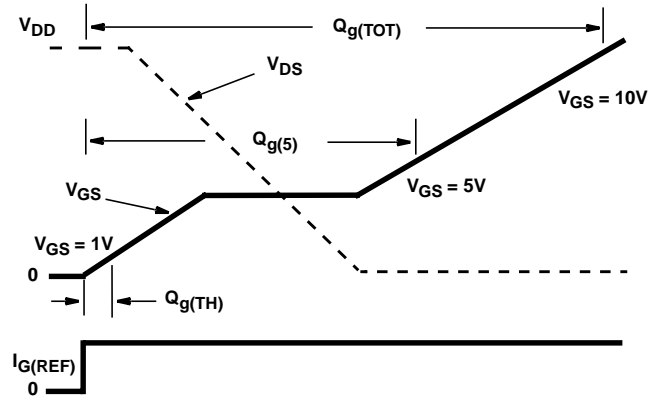 V_DD
Q_g(TOT)
V_DS
V_GS = 10V
Q_g(5)
V_GS
V_GS = 5V
V_GS = 1V
0
Q_g(TH)
I_G(REF)
0